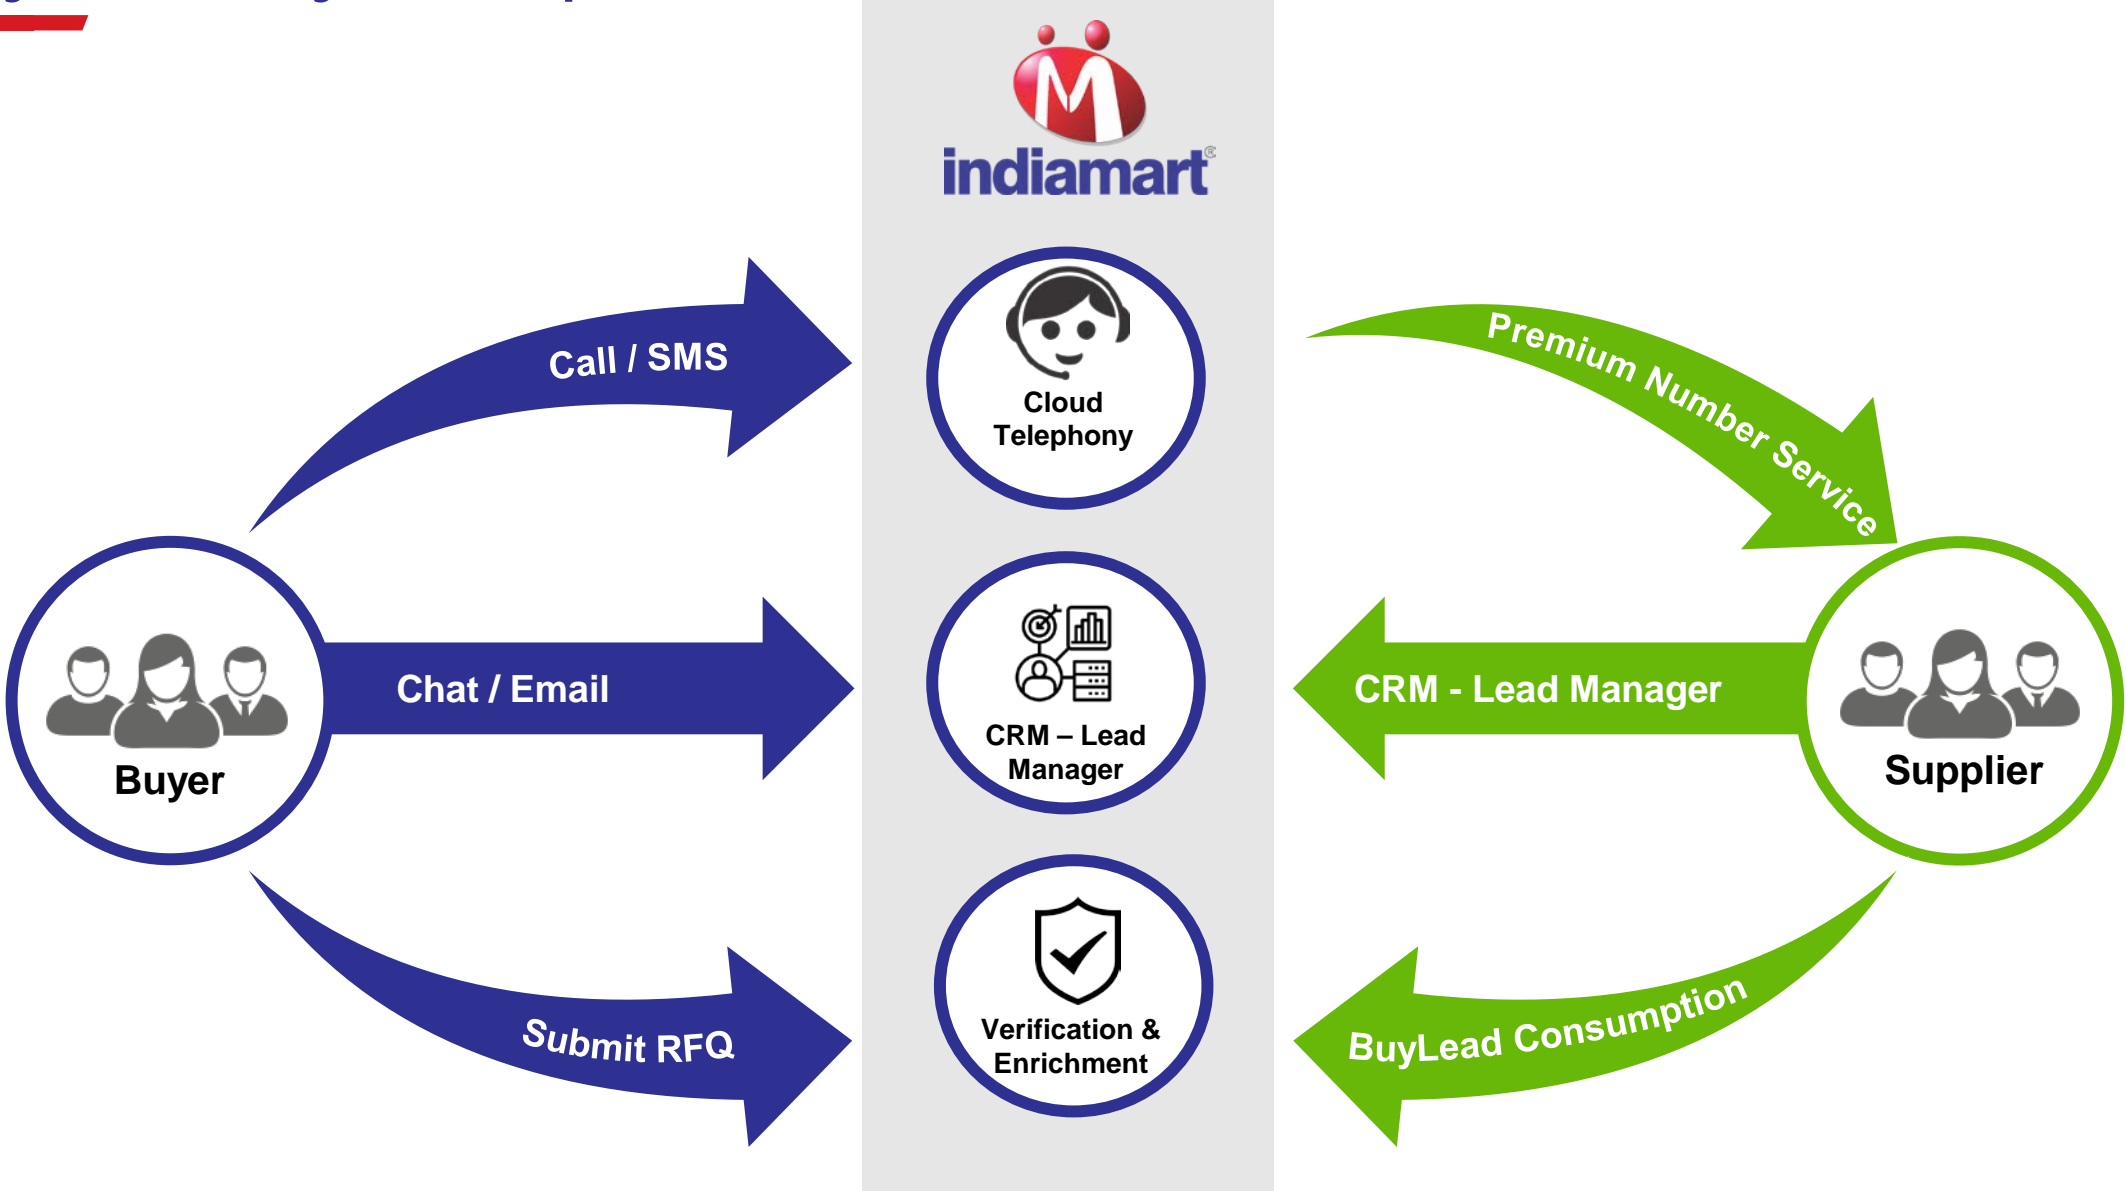 indiamart
Call / SMS
Cloud
Telephony
Premium Number Service
Chat / Email
CRM – Lead
Manager
CRM - Lead Manager
Buyer
Supplier
Submit RFQ
Verification &
Enrichment
BuyLead Consumption